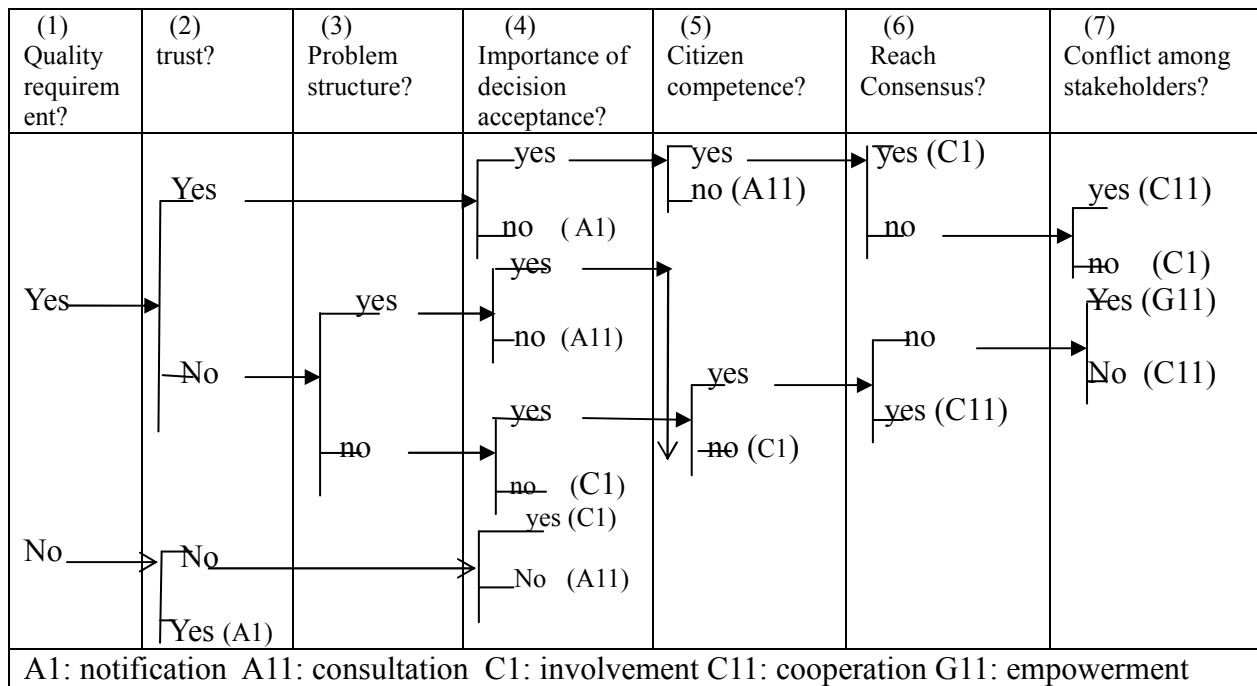 (1)
Quality
requirem
ent?
(2)
trust?
(3)
Problem
structure?
(4)
Importance of
decision
acceptance?
(5)
Citizen
competence?
(6)
Reach
Consensus?
(7)
Conflict among
stakeholders?
yes
yes
yes (C1)
Yes
no (A11)
yes (C11)
no (A1)
no
yes
no (C1)
Yes
yes
Yes (G11)
no (A11)
no
No
yes
No (C11)
yes
yes (C11)
no
no (C1)
no (C1)
yes (C1)
No
No
No (A11)
Yes (A1)
A1: notification A11: consultation C1: involvement C11: cooperation G11: empowerment